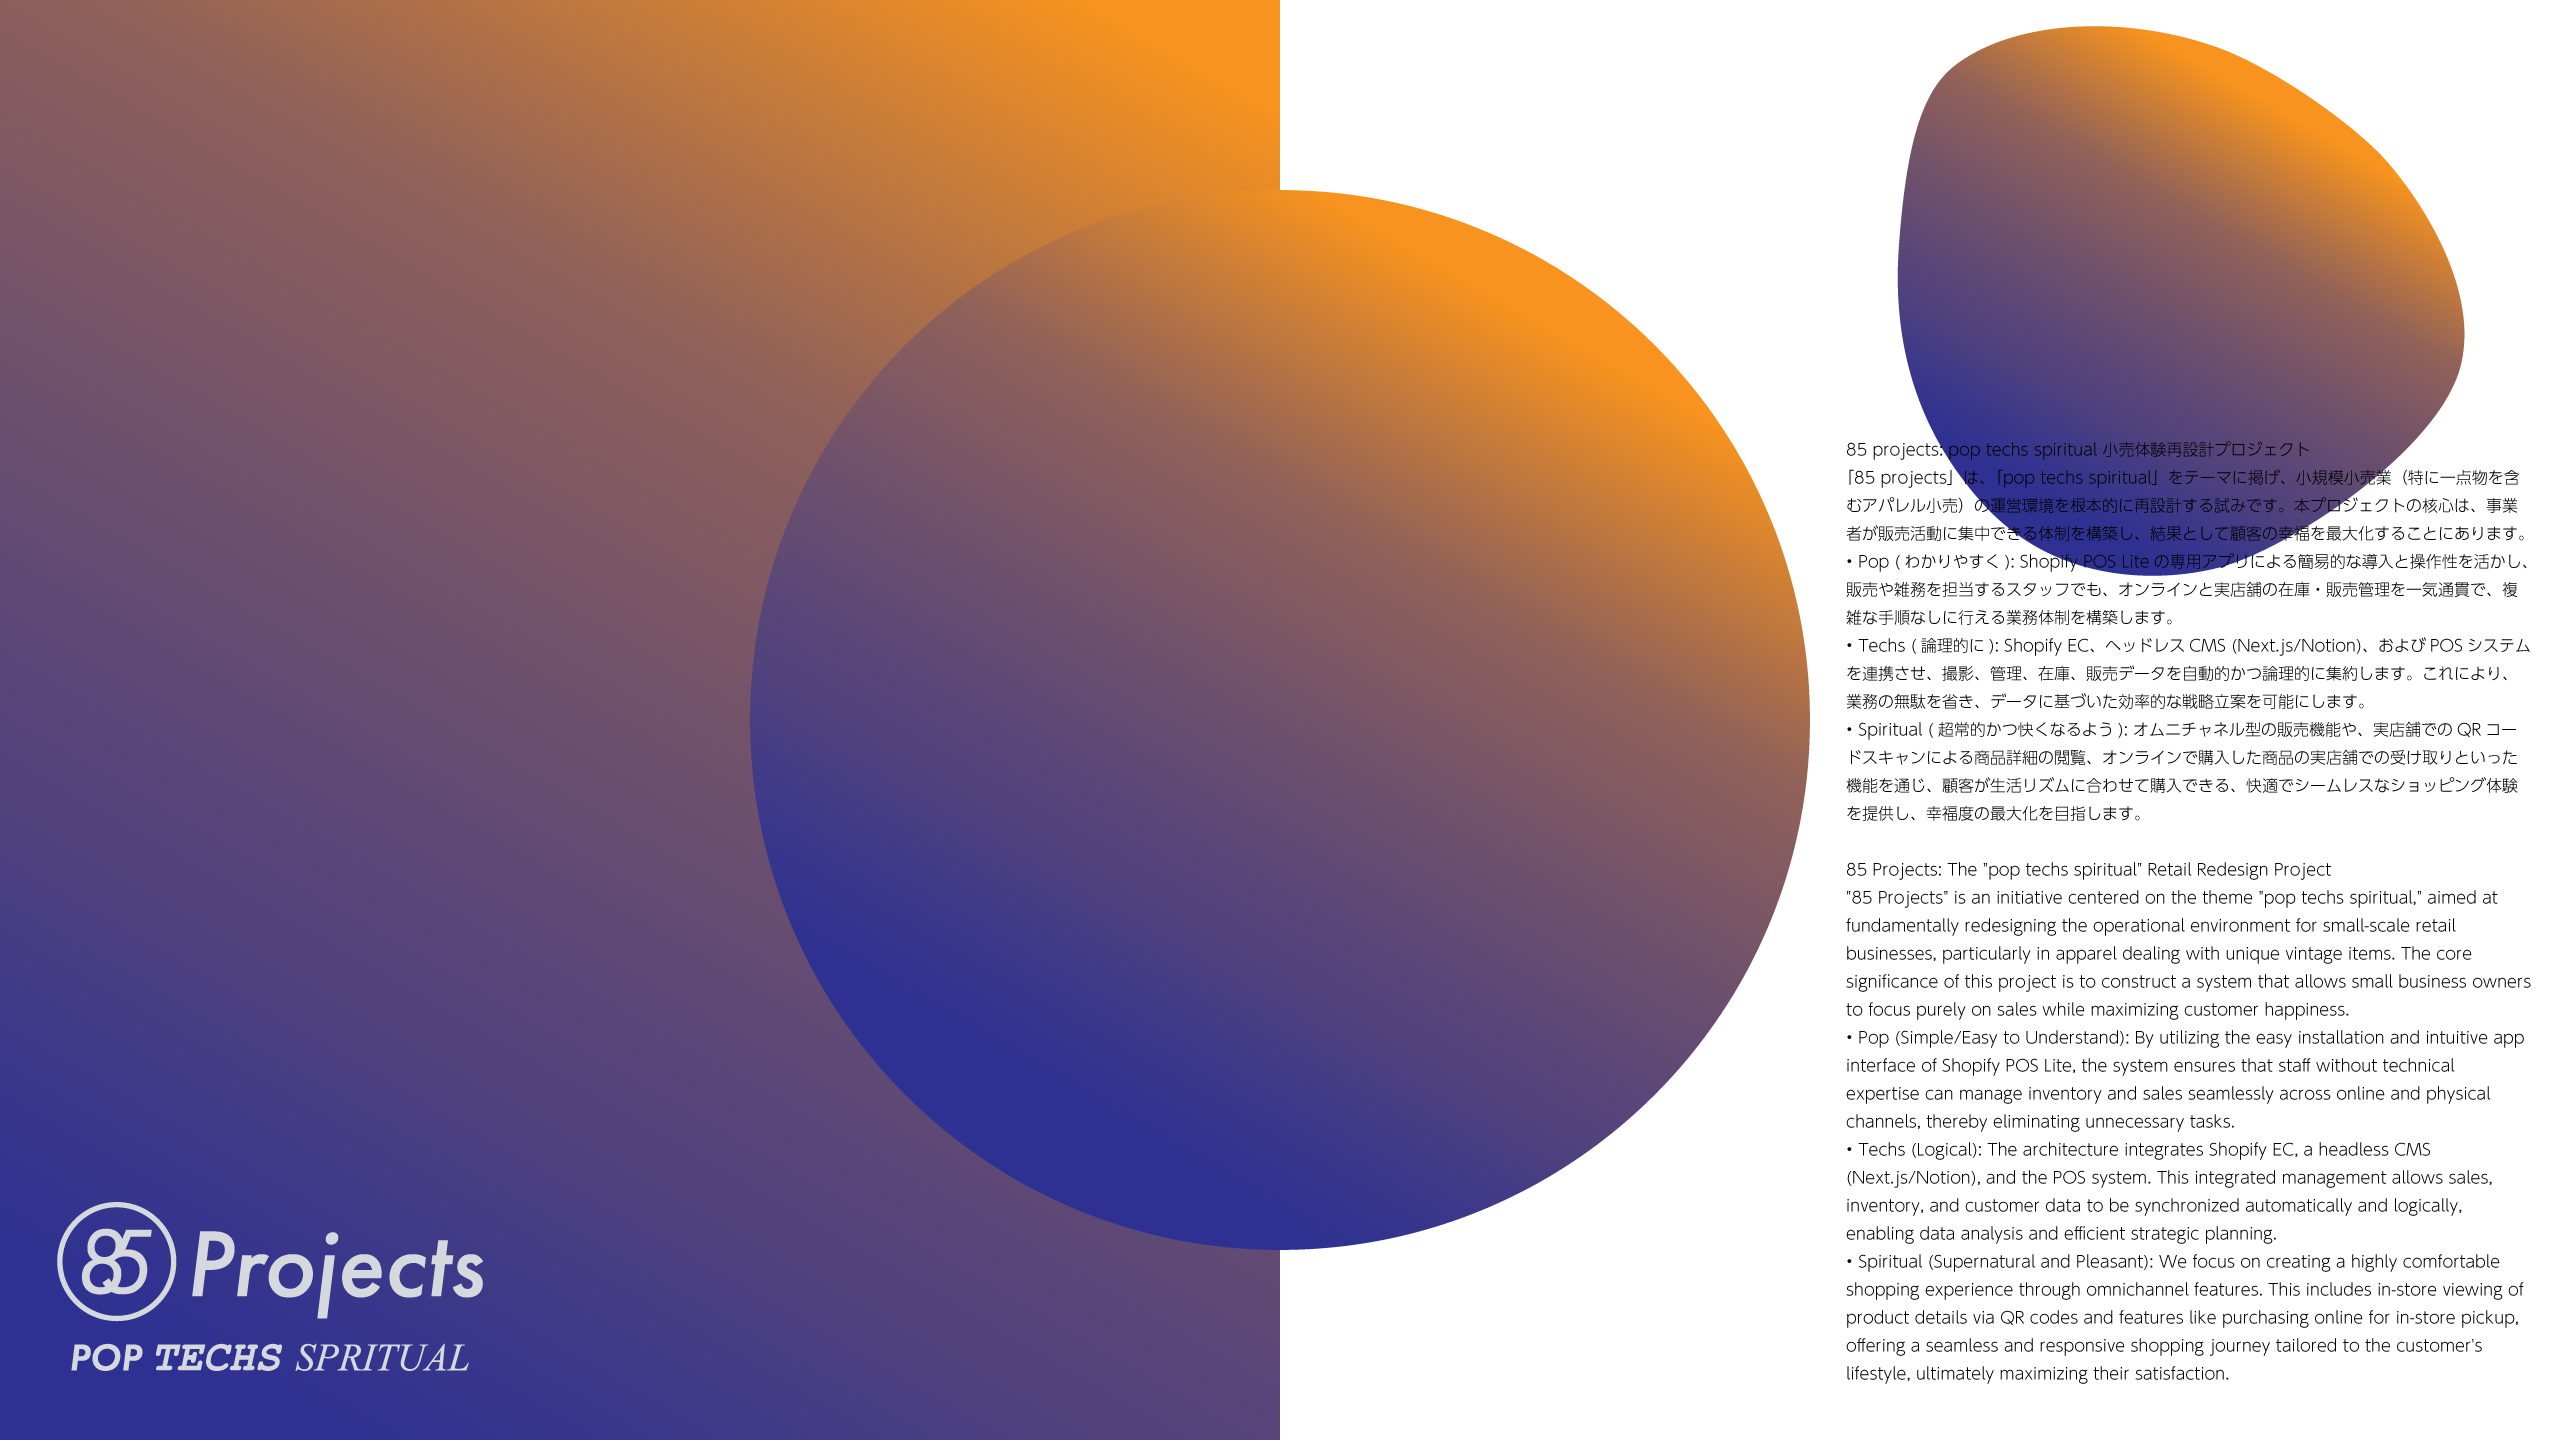 85 Projects
POP TECHS SPRITUAL
85 projects: pop techs spiritual 小売体験再設計プロジェクト
「85 projects」は、「pop techs spiritual」をテーマに掲げ、小規模小売業（特に一点物を含
むアパレル小売）の運営環境を根本的に再設計する試みです。本プロジェクトの核心は、事業
者が販売活動に集中できる体制を構築し、結果として顧客の幸福を最大化することにあります。
• Pop ( わかりやすく ): Shopify POS Lite の専用アプリによる簡易的な導入と操作性を活かし、
販売や雑務を担当するスタッフでも、オンラインと実店舗の在庫・販売管理を一気通貫で、複
雑な手順なしに行える業務体制を構築します。
• Techs ( 論理的に ): Shopify EC、ヘッドレス CMS (Next.js/Notion)、および POS システム
を連携させ、撮影、管理、在庫、販売データを自動的かつ論理的に集約します。これにより、
業務の無駄を省き、データに基づいた効率的な戦略立案を可能にします。
• Spiritual ( 超常的かつ快くなるよう ): オムニチャネル型の販売機能や、実店舗での QR コー
ドスキャンによる商品詳細の閲覧、オンラインで購入した商品の実店舗での受け取りといった
機能を通じ、顧客が生活リズムに合わせて購入できる、快適でシームレスなショッピング体験
を提供し、幸福度の最大化を目指します。
85 Projects: The "pop techs spiritual" Retail Redesign Project
"85 Projects" is an initiative centered on the theme "pop techs spiritual," aimed at
fundamentally redesigning the operational environment for small-scale retail
businesses, particularly in apparel dealing with unique vintage items. The core
significance of this project is to construct a system that allows small business owners
to focus purely on sales while maximizing customer happiness.
• Pop (Simple/Easy to Understand): By utilizing the easy installation and intuitive app
interface of Shopify POS Lite, the system ensures that staff without technical
expertise can manage inventory and sales seamlessly across online and physical
channels, thereby eliminating unnecessary tasks.
• Techs (Logical): The architecture integrates Shopify EC, a headless CMS
(Next.js/Notion), and the POS system. This integrated management allows sales,
inventory, and customer data to be synchronized automatically and logically,
enabling data analysis and efficient strategic planning.
• Spiritual (Supernatural and Pleasant): We focus on creating a highly comfortable
shopping experience through omnichannel features. This includes in-store viewing of
product details via QR codes and features like purchasing online for in-store pickup,
offering a seamless and responsive shopping journey tailored to the customer's
lifestyle, ultimately maximizing their satisfaction.